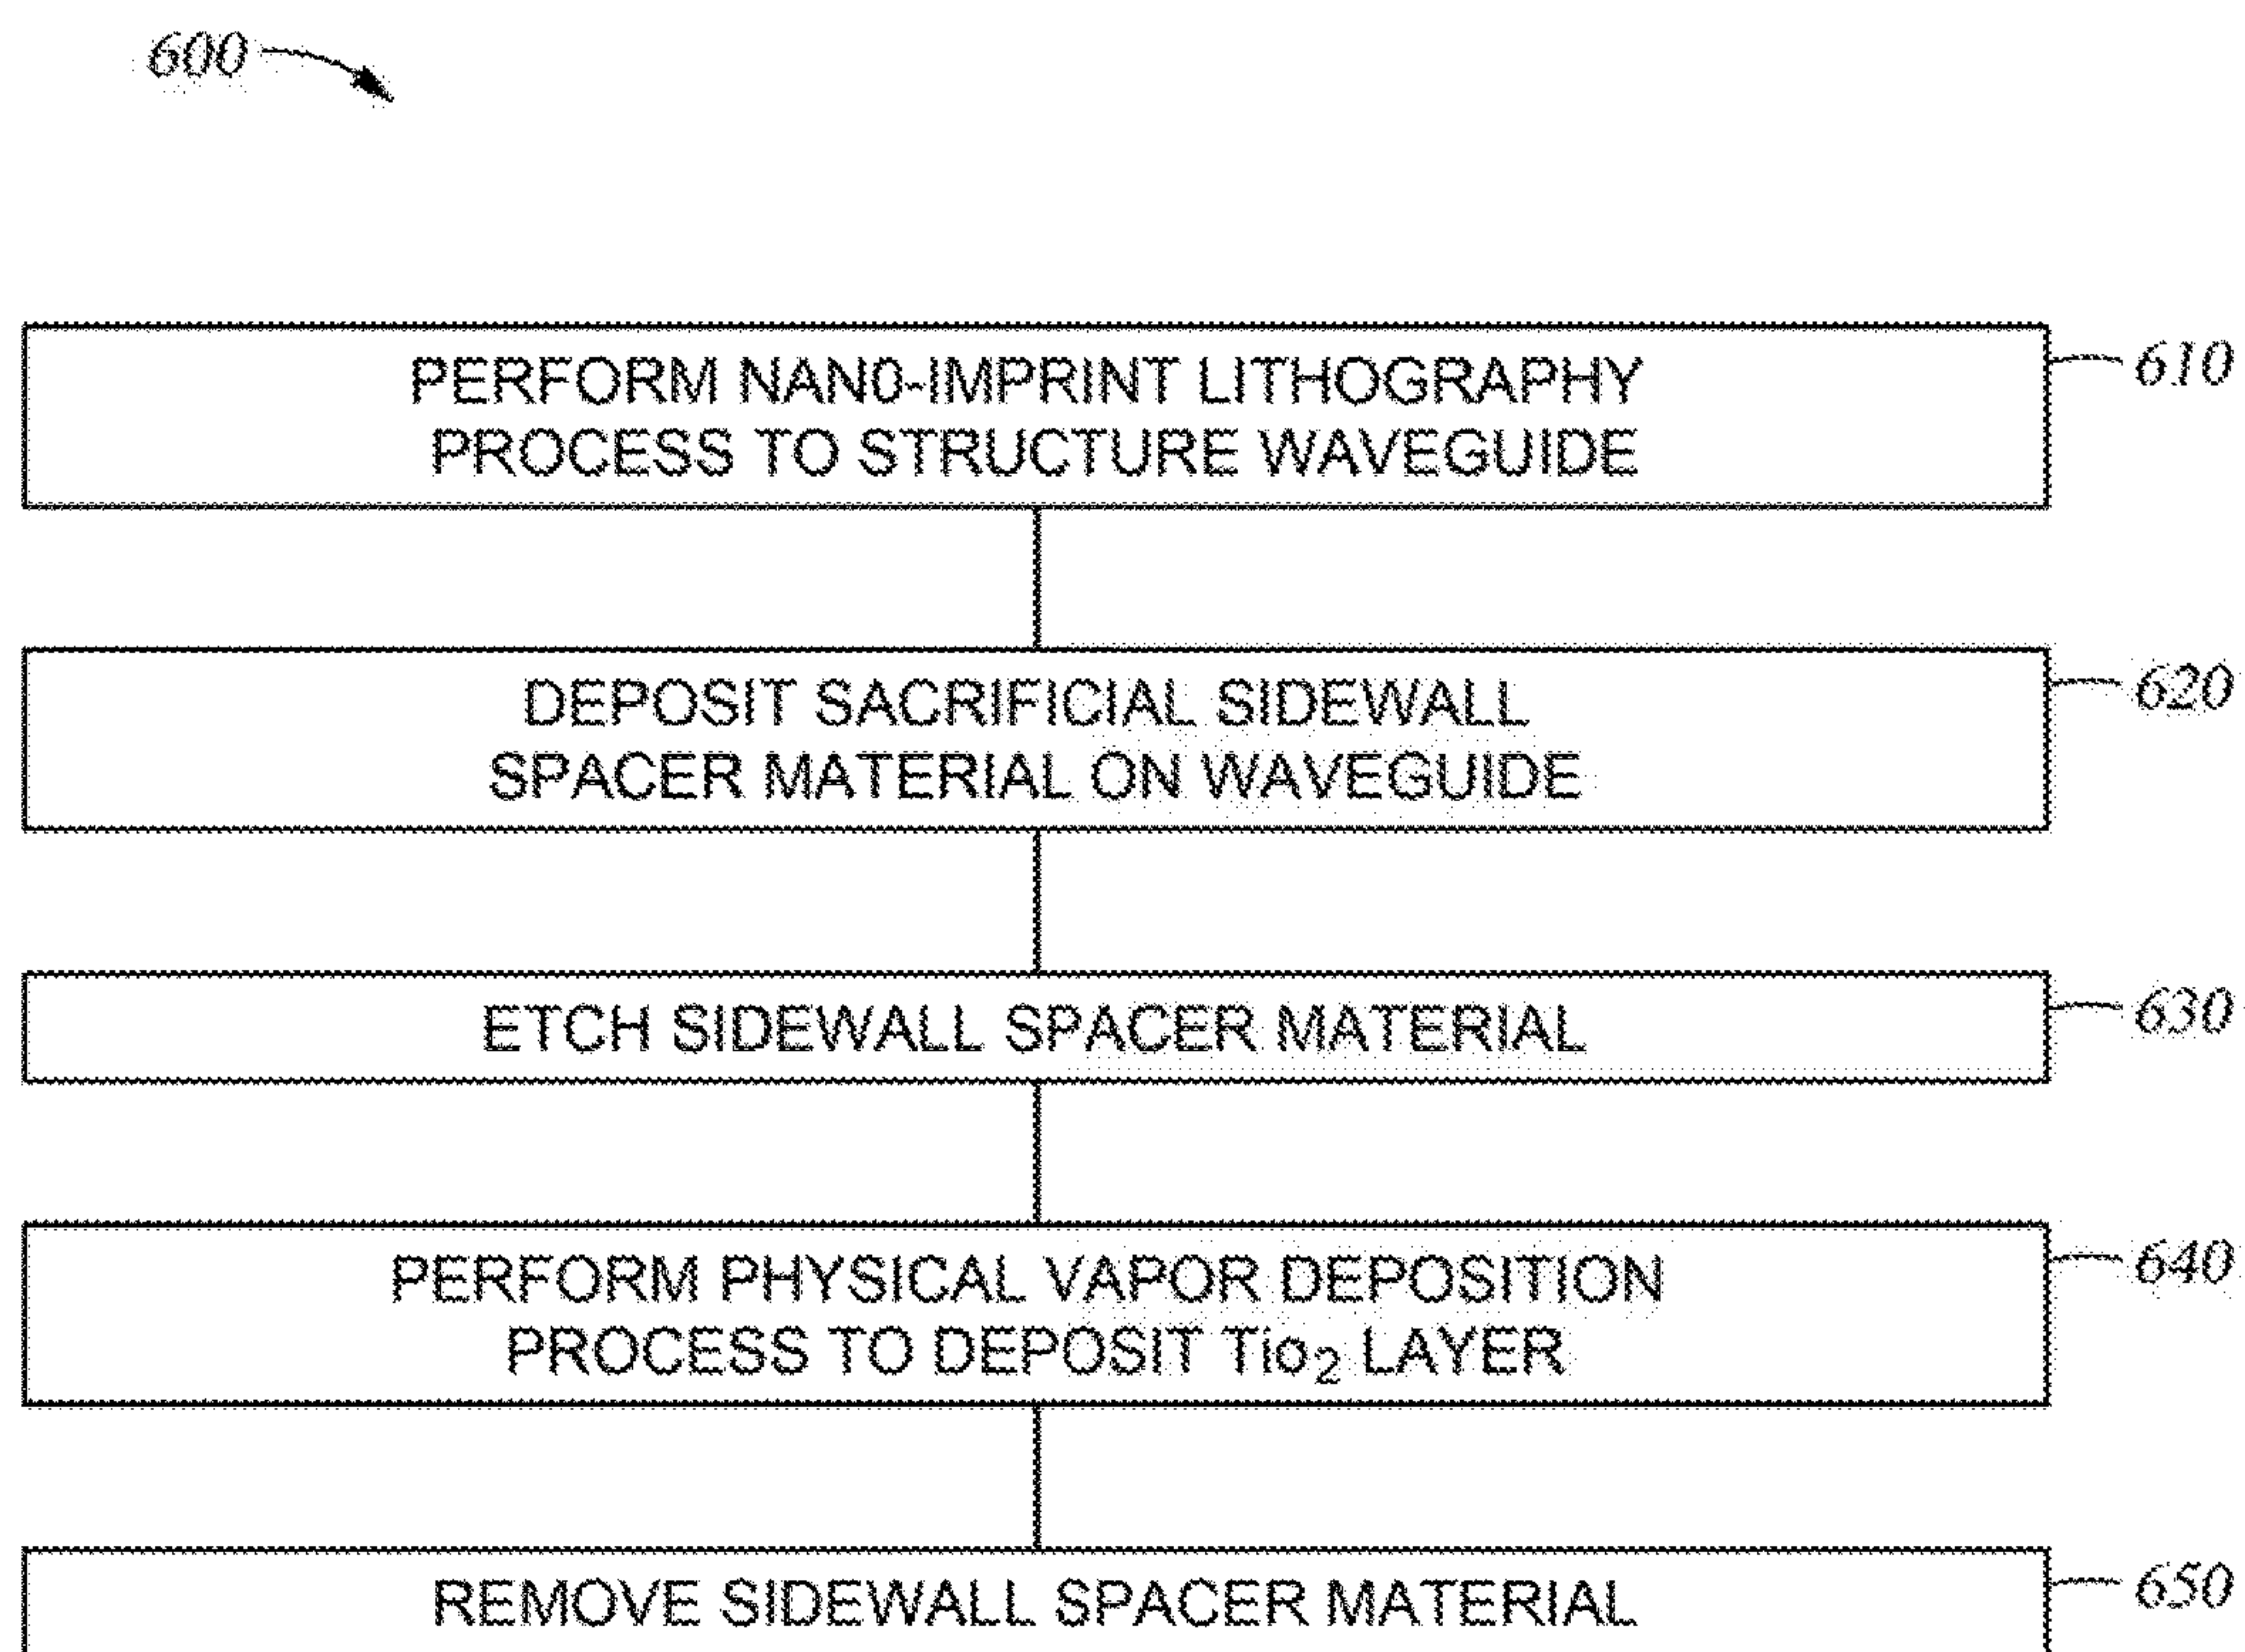 600
PERFORM NAN0-IMPRINT LITHOGRAPHY
PROCESS TO STRUCTURE WAVEGUIDE
610
DEPOSIT SACRIFICIAL SIDEWALL
SPACER MATERIAL ON WAVEGUIDE
620
ETCH SIDEWALL SPACER MATERIAL
630
PERFORM PHYSICAL VAPOR DEPOSITION
PROCESS TO DEPOSIT Tio₂ LAYER
640
REMOVE SIDEWALL SPACER MATERIAL
650